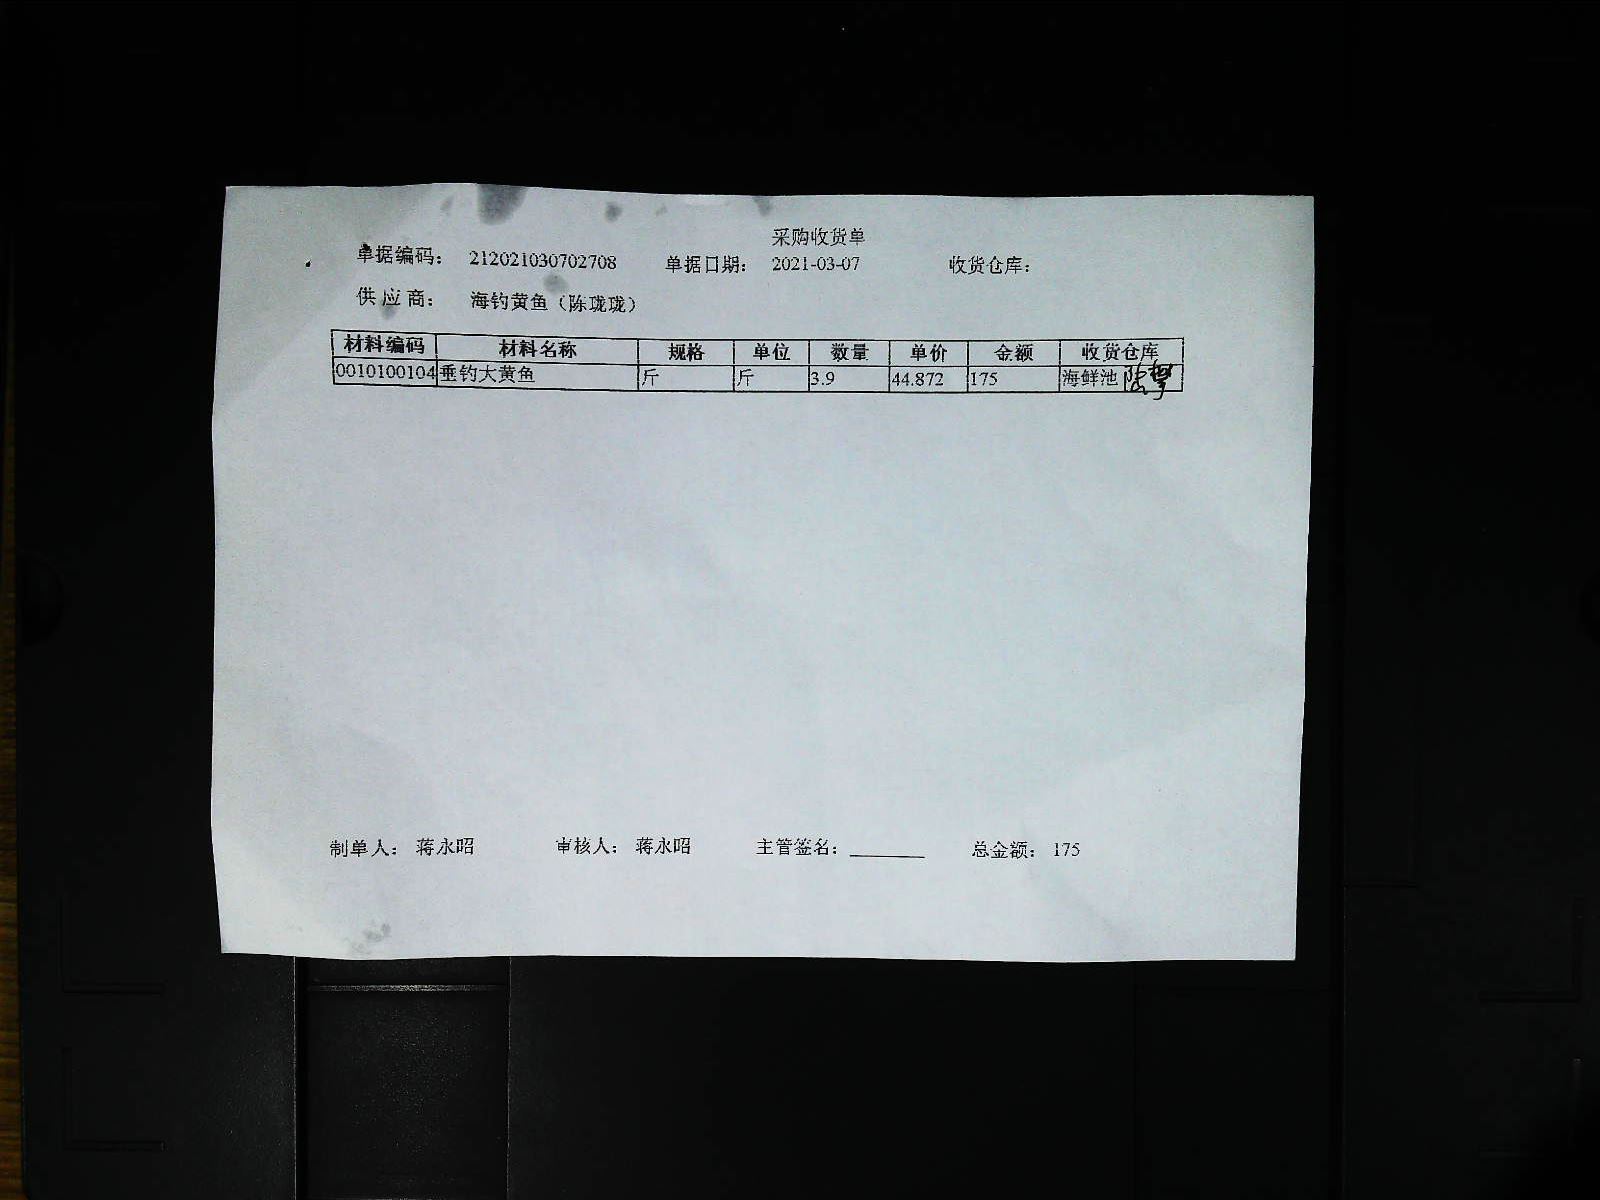 采购收货单
单据编码： 212021030702708 单据日期： 2021-03-07 收货仓库：
供 应 商： 海钓黄鱼（陈珑珑）
材料编码 材料名称 规格 单位 数量 单价 金额 收货仓库
0010100104 垂钓大黄鱼 斤 斤 3.9 44.872 175 海鲜池
制单人： 蒋永昭 审核人： 蒋永昭 主管签名：________ 总金额： 175